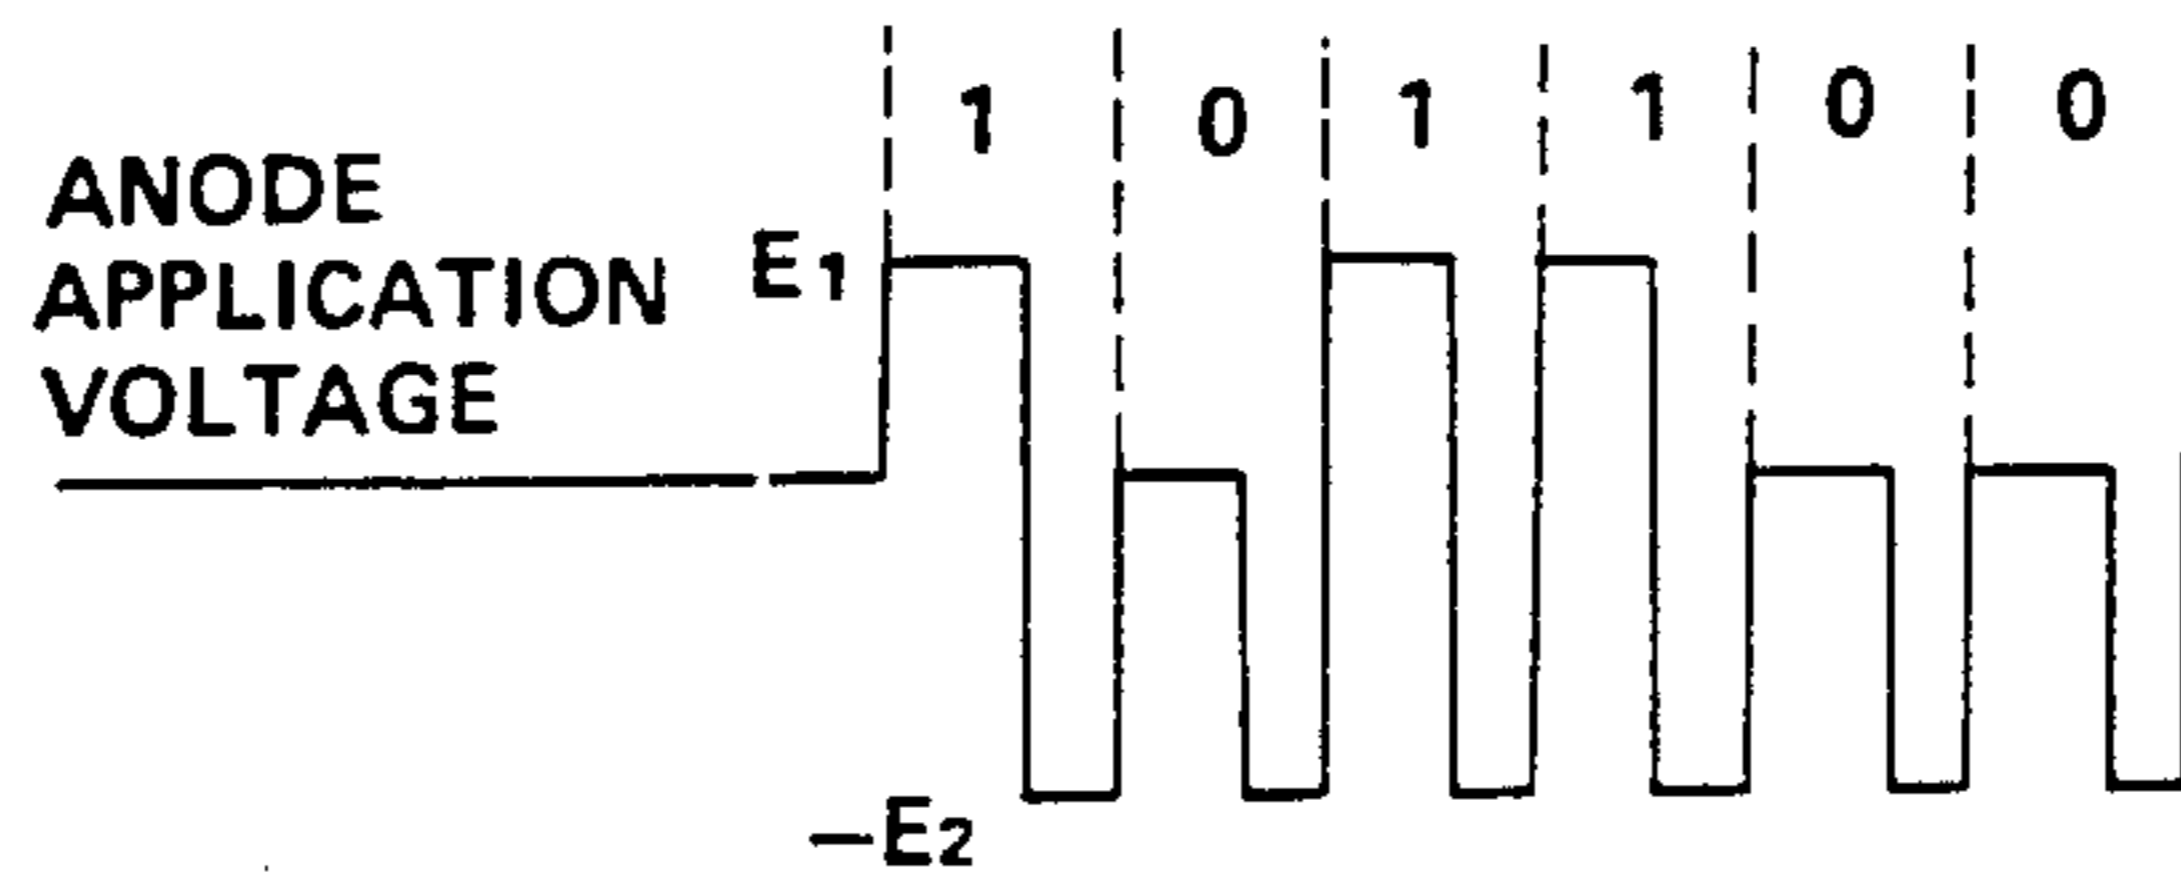 1 0 1 1 0 0
ANODE
APPLICATION
VOLTAGE
E1
-E2